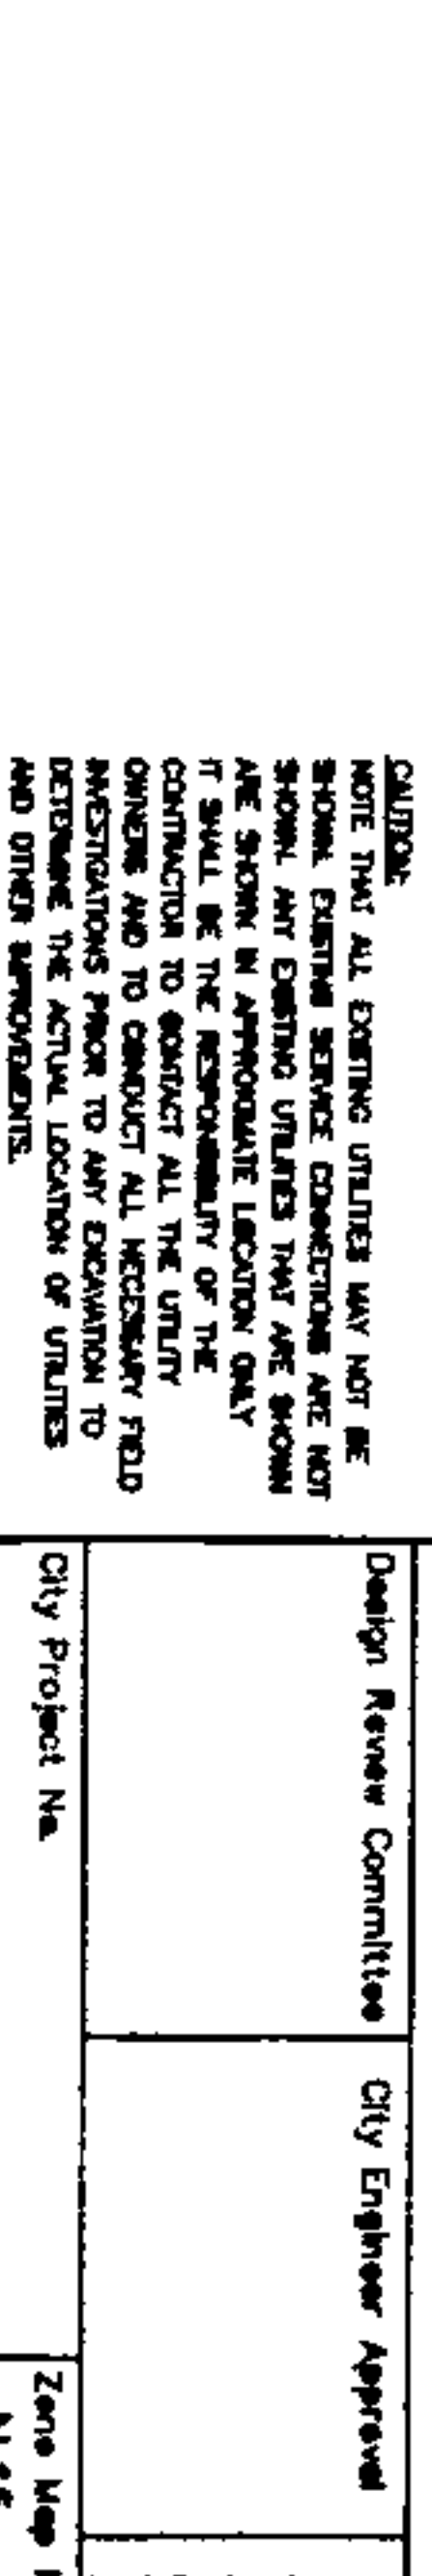 CAUTION:
NOTE THAT ALL EXISTING UTILITIES MAY NOT BE
SHOWN. EXISTING SERVICE CONNECTIONS ARE NOT
SHOWN. ANY EXISTING UTILITIES THAT ARE SHOWN
ARE SHOWN IN APPROXIMATE LOCATION ONLY
IT SHALL BE THE RESPONSIBILITY OF THE
CONTRACTOR TO CONTACT ALL THE UTILITY
OWNERS AND TO CONDUCT ALL NECESSARY FIELD
INVESTIGATIONS PRIOR TO ANY EXCAVATION TO
DETERMINE THE ACTUAL LOCATION OF UTILITIES
AND OTHER IMPROVEMENTS.
Design Review Committee
City Engineer Approval
City Project No.
Zone Map